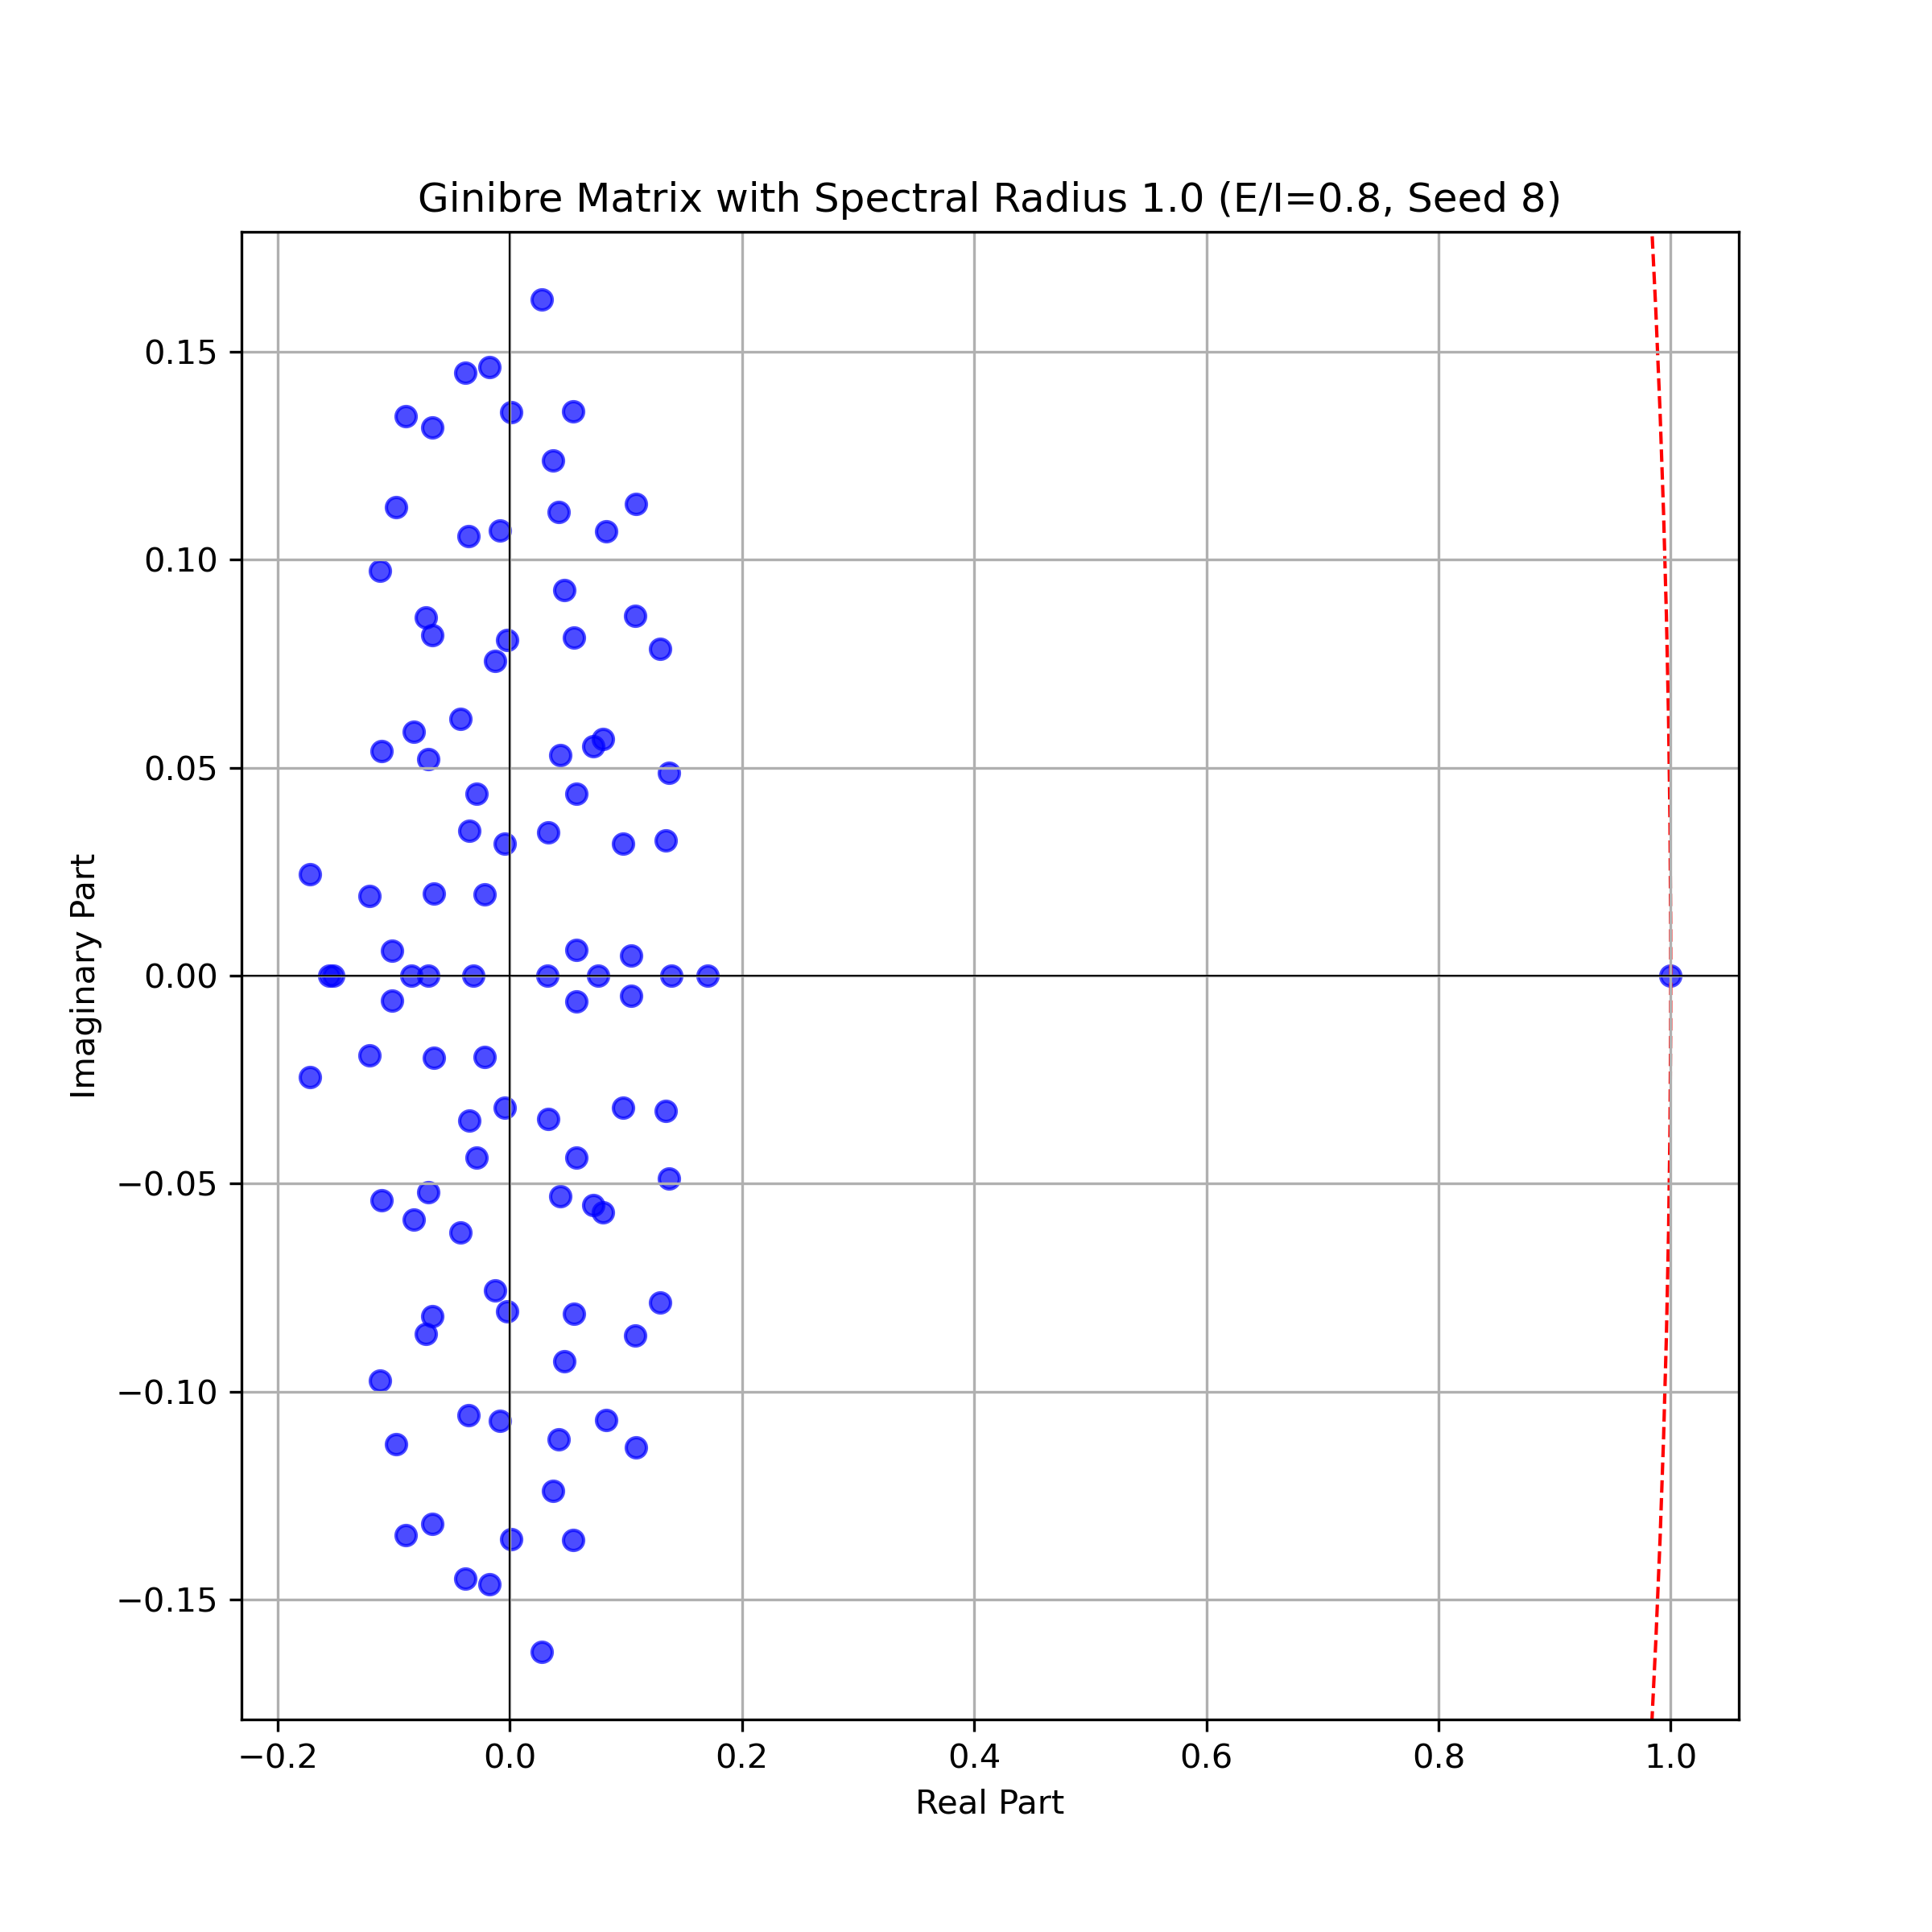 Ginibre Matrix with Spectral Radius 1.0 (E/I=0.8, Seed 8)
0.15
0.10
0.05
0.00
−0.05
−0.10
−0.15
Imaginary Part
−0.2 0.0 0.2 0.4 0.6 0.8 1.0
Real Part